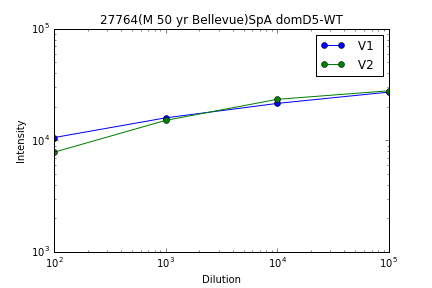 27764(M 50 yr Bellevue)SpA domD5-WT
10^5
10^4
10^3
Intensity
V1
V2
10^2
10^3
10^4
10^5
Dilution